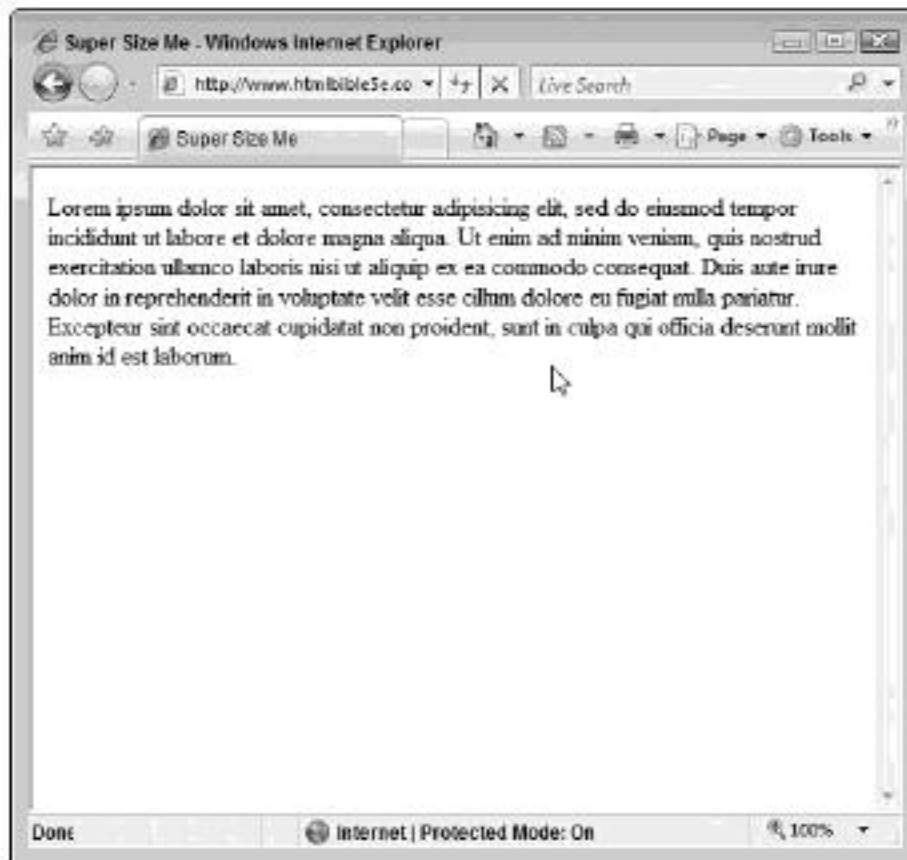 Super Size Me - Windows Internet Explorer
http://www.htmlbible5e.co Live Search
Super Size Me Page Tools
Lorem ipsum dolor sit amet, consectetur adipisicing elit, sed do eiusmod tempor
incididunt ut labore et dolore magna aliqua. Ut enim ad minim veniam, quis nostrud
exercitation ullamco laboris nisi ut aliquip ex ea commodo consequat. Duis aute irure
dolor in reprehenderit in voluptate velit esse cillum dolore eu fugiat nulla pariatur.
Excepteur sint occaecat cupidatat non proident, sunt in culpa qui officia deserunt mollit
anim id est laborum.
Done Internet | Protected Mode: On 100%